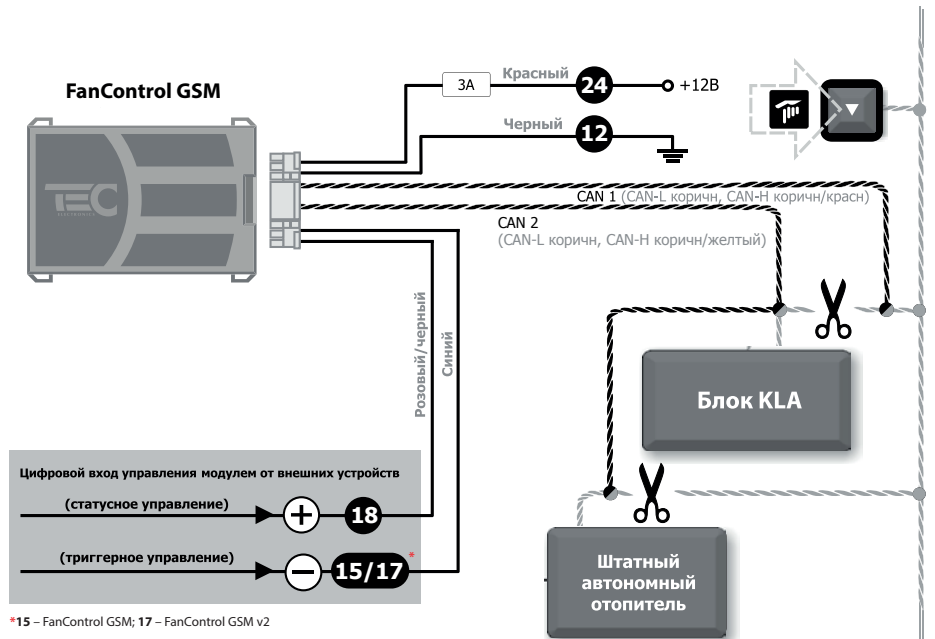 FanControl GSM
TEC
ELECTRONICS
3А
Красный
24
+12В
Черный
12
CAN 1 (CAN-L коричн, CAN-H коричн/красн)
CAN 2
(CAN-L коричн, CAN-H коричн/желтый)
Розовый/черный
Синий
Блок KLA
Штатный
автономный
отопитель
Цифровой вход управления модулем от внешних устройств
(статусное управление)
+
18
(триггерное управление)
−
15/17*
*15 – FanControl GSM; 17 – FanControl GSM v2